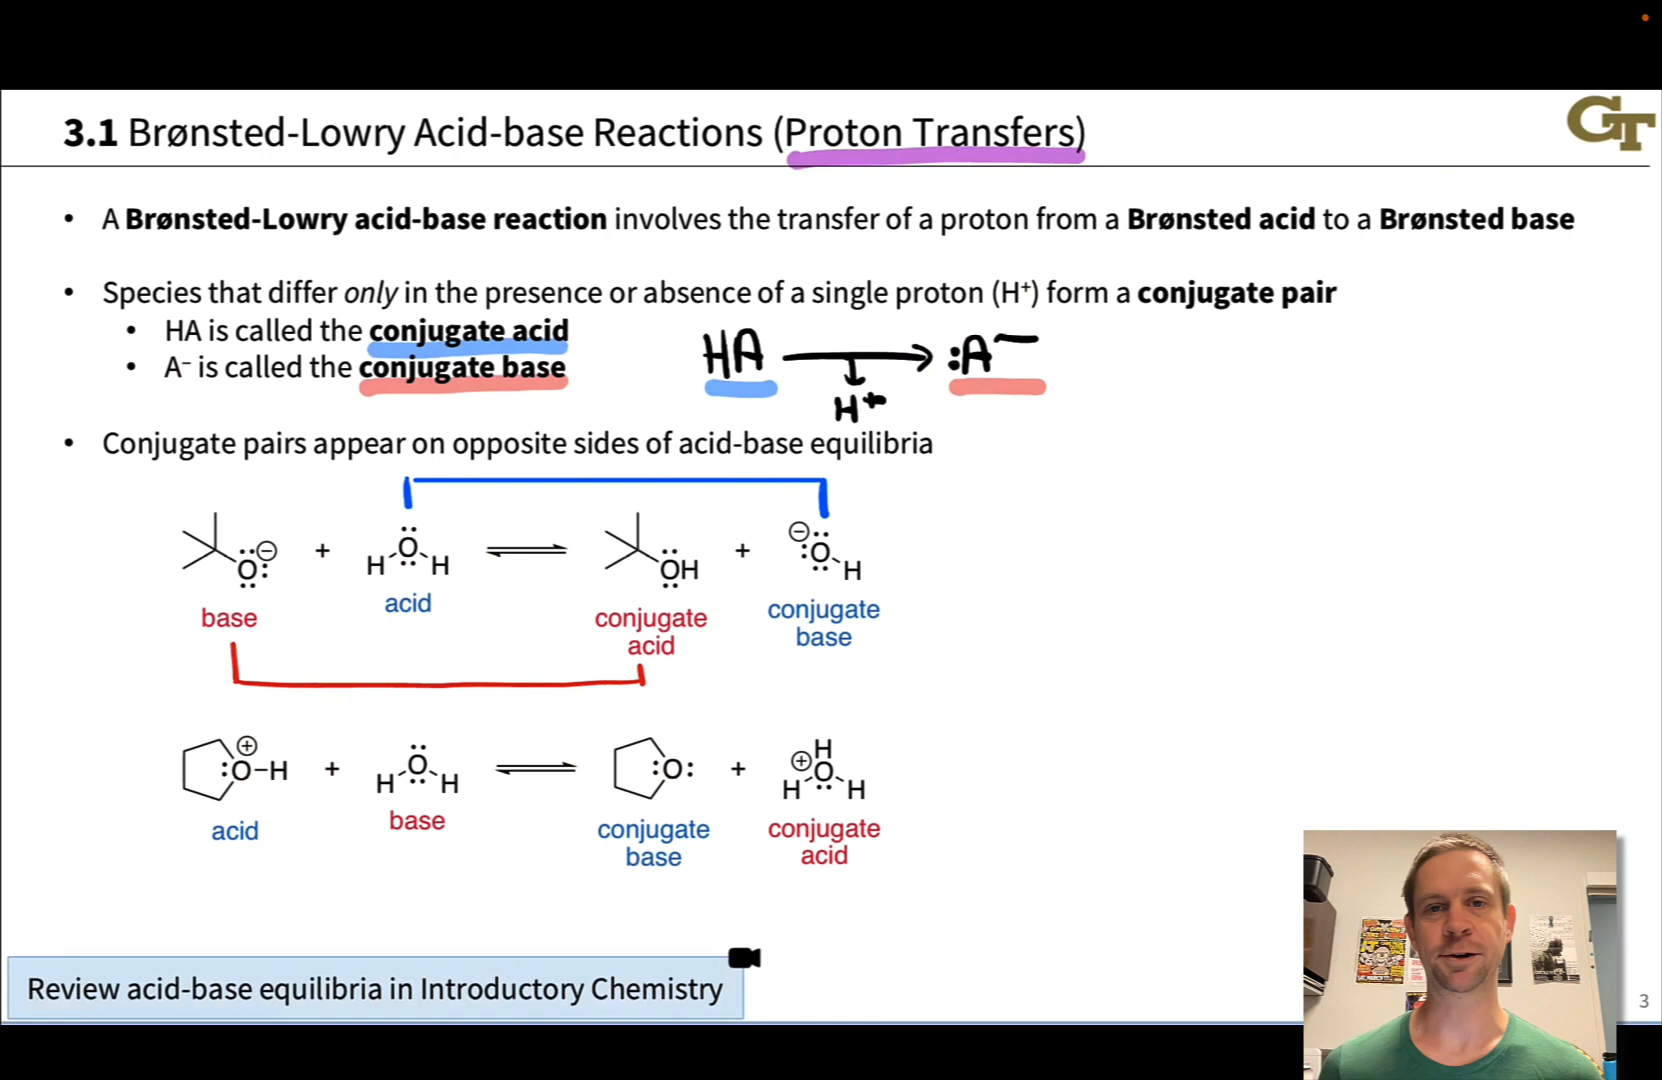 3.1 Brønsted-Lowry Acid-base Reactions (Proton Transfers)
GT
• A Brønsted-Lowry acid-base reaction involves the transfer of a proton from a Brønsted acid to a Brønsted base
• Species that differ only in the presence or absence of a single proton (H⁺) form a conjugate pair
• HA is called the conjugate acid
• A⁻ is called the conjugate base
HA → :A⁻
H⁺
• Conjugate pairs appear on opposite sides of acid-base equilibria
O ⊖ + H O H ⇌ OH + ⊖ O H
base acid conjugate acid conjugate base
⊕ O–H + H O H ⇌ O + ⊕ H O H H
acid base conjugate base conjugate acid
Review acid-base equilibria in Introductory Chemistry
3